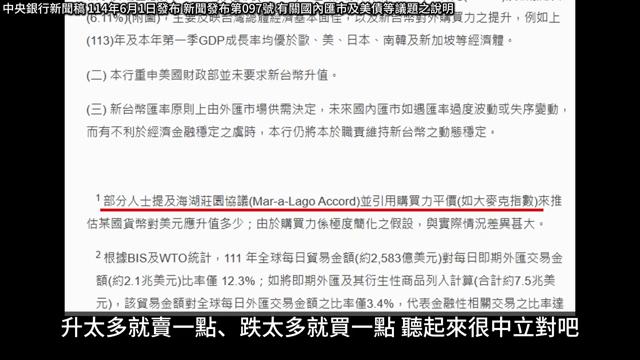 中央銀行新聞稿 114年6月1日發布 新聞發布第097號 有關國內匯市及美債等議題之說明
(6.11%)(附圖)，主要反映台灣總體經濟基本面佳，以及新台幣對外購買力之提升，例如上
(113)年及本年第一季GDP成長率均優於歐、美、日本、南韓及新加坡等經濟體。
(二) 本行重申美國財政部並未要求新台幣升值。
(三) 新台幣匯率原則上由外匯市場供需決定，未來國內匯市如遇匯率過度波動或失序變動，
而有不利於經濟金融穩定之虞時，本行仍將本於職責維持新台幣之動態穩定。
1部分人士提及海湖莊園協議(Mar-a-Lago Accord)並引用購買力平價(如大麥克指數)來推
估某國貨幣對美元應升值多少；由於購買力係極度簡化之假設，與實際情況差異甚大。
2根據BIS及WTO統計，111 年全球每日貿易金額(約2,583億美元)對每日即期外匯交易金
額(約2.1兆美元)比率僅 12.3%；如將即期外匯及其衍生性商品列入計算(合計約7.5兆美
元)，該貿易金額對全球每日外匯交易金額比率僅3.4%，代表金融性相關交易之比率達
升太多就賣一點、跌太多就買一點 聽起來很中立對吧